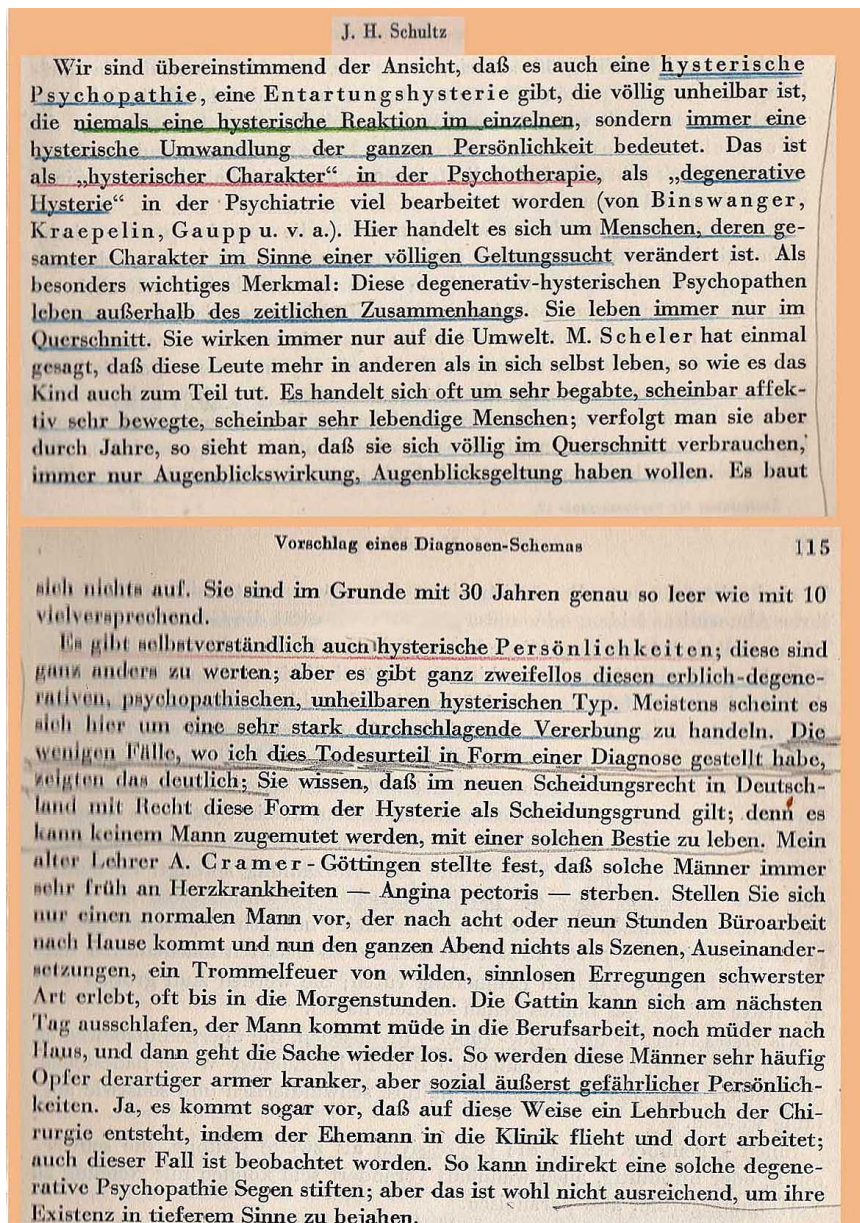 J. H. Schultz
Wir sind übereinstimmend der Ansicht, daß es auch eine hysterische
Psychopathie, eine Entartungshysterie gibt, die völlig unheilbar ist,
die niemals eine hysterische Reaktion im einzelnen, sondern immer eine
hysterische Umwandlung der ganzen Persönlichkeit bedeutet. Das ist
als „hysterischer Charakter“ in der Psychotherapie, als „degenerative
Hysterie“ in der Psychiatrie viel bearbeitet worden (von Binswanger,
Kraepelin, Gaupp u. v. a.). Hier handelt es sich um Menschen, deren ge-
samter Charakter im Sinne einer völligen Geltungssucht verändert ist. Als
besonders wichtiges Merkmal: Diese degenerativ-hysterischen Psychopathen
leben außerhalb des zeitlichen Zusammenhangs. Sie leben immer nur im
Querschnitt. Sie wirken immer nur auf die Umwelt. M. Scheler hat einmal
gesagt, daß diese Leute mehr in anderen als in sich selbst leben, so wie es das
Kind auch zum Teil tut. Es handelt sich oft um sehr begabte, scheinbar affek-
tiv sehr bewegte, scheinbar sehr lebendige Menschen; verfolgt man sie aber
durch Jahre, so sieht man, daß sie sich völlig im Querschnitt verbrauchen,
immer nur Augenblickswirkung, Augenblicksgeltung haben wollen. Es baut
Vorschlag eines Diagnosen-Schemas 115
sich nichts auf. Sie sind im Grunde mit 30 Jahren genau so leer wie mit 10
vielversprechend.
Es gibt selbstverständlich auch hysterische Persönlichkeiten; diese sind
ganz anders zu werten; aber es gibt ganz zweifellos diesen erblich-degene-
rativen, psychopathischen, unheilbaren hysterischen Typ. Meistens scheint es
sich hier um eine sehr stark durchschlagende Vererbung zu handeln. Die
wenigen Fälle, wo ich dies Todesurteil in Form einer Diagnose gestellt habe,
zeigten das deutlich; Sie wissen, daß im neuen Scheidungsrecht in Deutsch-
land mit Recht diese Form der Hysterie als Scheidungsgrund gilt; denn es
kann keinem Mann zugemutet werden, mit einer solchen Bestie zu leben. Mein
alter Lehrer A. Cramer-Göttingen stellte fest, daß solche Männer immer
sehr früh an Herzkrankheiten — Angina pectoris — sterben. Stellen Sie sich
nur einen normalen Mann vor, der nach acht oder neun Stunden Büroarbeit
nach Hause kommt und nun den ganzen Abend nichts als Szenen, Auseinander-
setzungen, ein Trommelfeuer von wilden, sinnlosen Erregungen schwerster
Art erlebt, oft bis in die Morgenstunden. Die Gattin kann sich am nächsten
Tag ausschlafen, der Mann kommt müde in die Berufsarbeit, noch müder nach
Haus, und dann geht die Sache wieder los. So werden diese Männer sehr häufig
Opfer derartiger armer kranker, aber sozial äußerst gefährlicher Persönlich-
keiten. Ja, es kommt sogar vor, daß auf diese Weise ein Lehrbuch der Chi-
rurgie entsteht, indem der Ehemann in die Klinik flieht und dort arbeitet;
auch dieser Fall ist beobachtet worden. So kann indirekt eine solche degene-
rative Psychopathie Segen stiften; aber das ist wohl nicht ausreichend, um ihre
Existenz in tieferem Sinne zu bejahen.